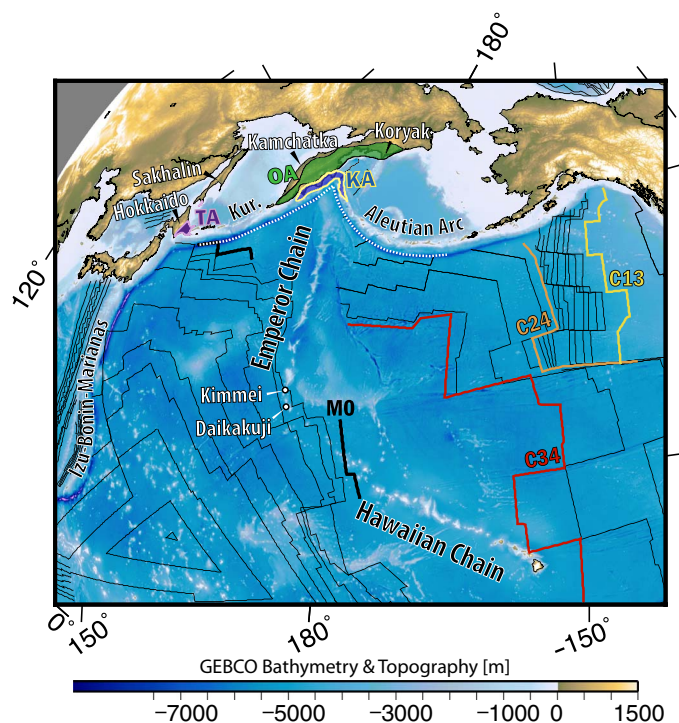 180°
Koryak
Kamchatka
Sakhalin
OA
KA
Hokkaido
TA
Kur.
Aleutian Arc
120°
C13
C24
Emperor Chain
Izu-Bonin-Marianas
Kimmei
M0
Daikakuji
C34
Hawaiian Chain
0°
150°
180°
-150°
GEBCO Bathymetry & Topography [m]
−7000 −5000 −3000 −1000 0 1500